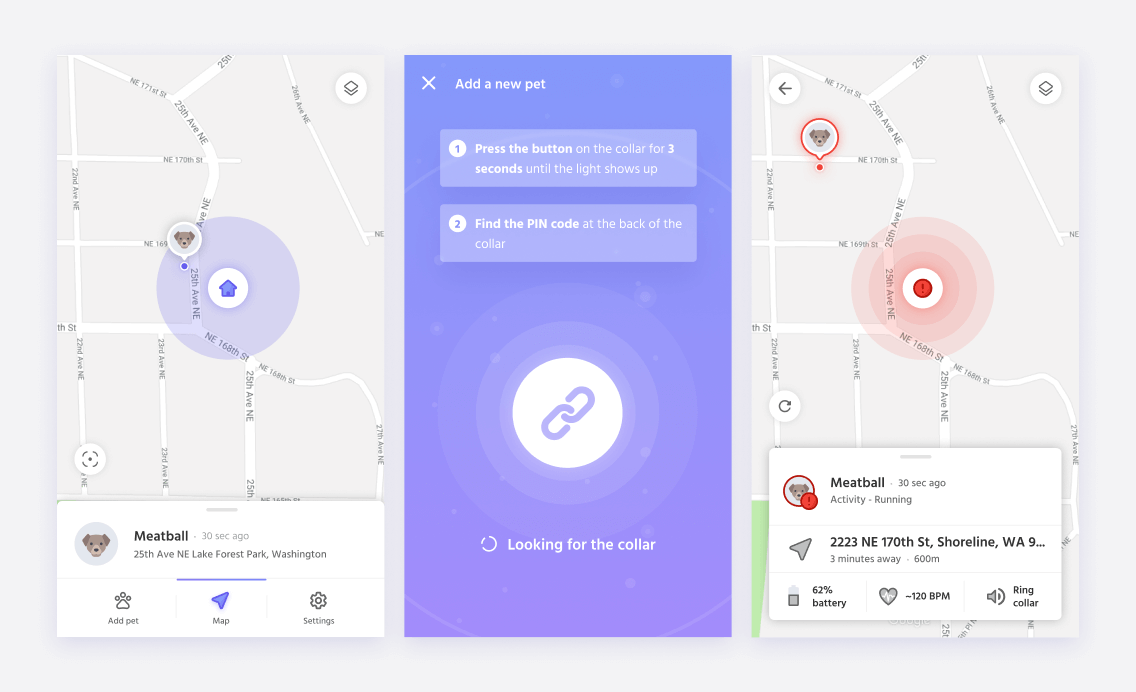 25th
NE 171st St
25th Ave NE
26th Ave NE
NE 170th St
22nd Ave NE
Ave NE
NE 169
NE
25th Ave NE
th St
NE 168th St
NE 168th St
22nd Ave NE
23rd Ave NE
25th Ave NE
27th Ave NE
23rd Ave NE
25th
NE 165th St
Meatball · 30 sec ago
25th Ave NE Lake Forest Park, Washington
Add pet
Map
Settings
Add a new pet
1 Press the button on the collar for 3
seconds until the light shows up
2 Find the PIN code at the back of the
collar
Looking for the collar
25th
NE 171st St
25th Ave NE
26th Ave NE
NE 170th St
22nd Ave NE
25th Ave NE
NE 169th St
NE
25th Ave NE
th St
NE 168th St
NE 168th St
22nd Ave NE
23rd Ave NE
25th Ave NE
27th Ave NE
Meatball · 30 sec ago
Activity - Running
2223 NE 170th St, Shoreline, WA 9...
3 minutes away · 600m
62%
battery
~120 BPM
Ring
collar
Google